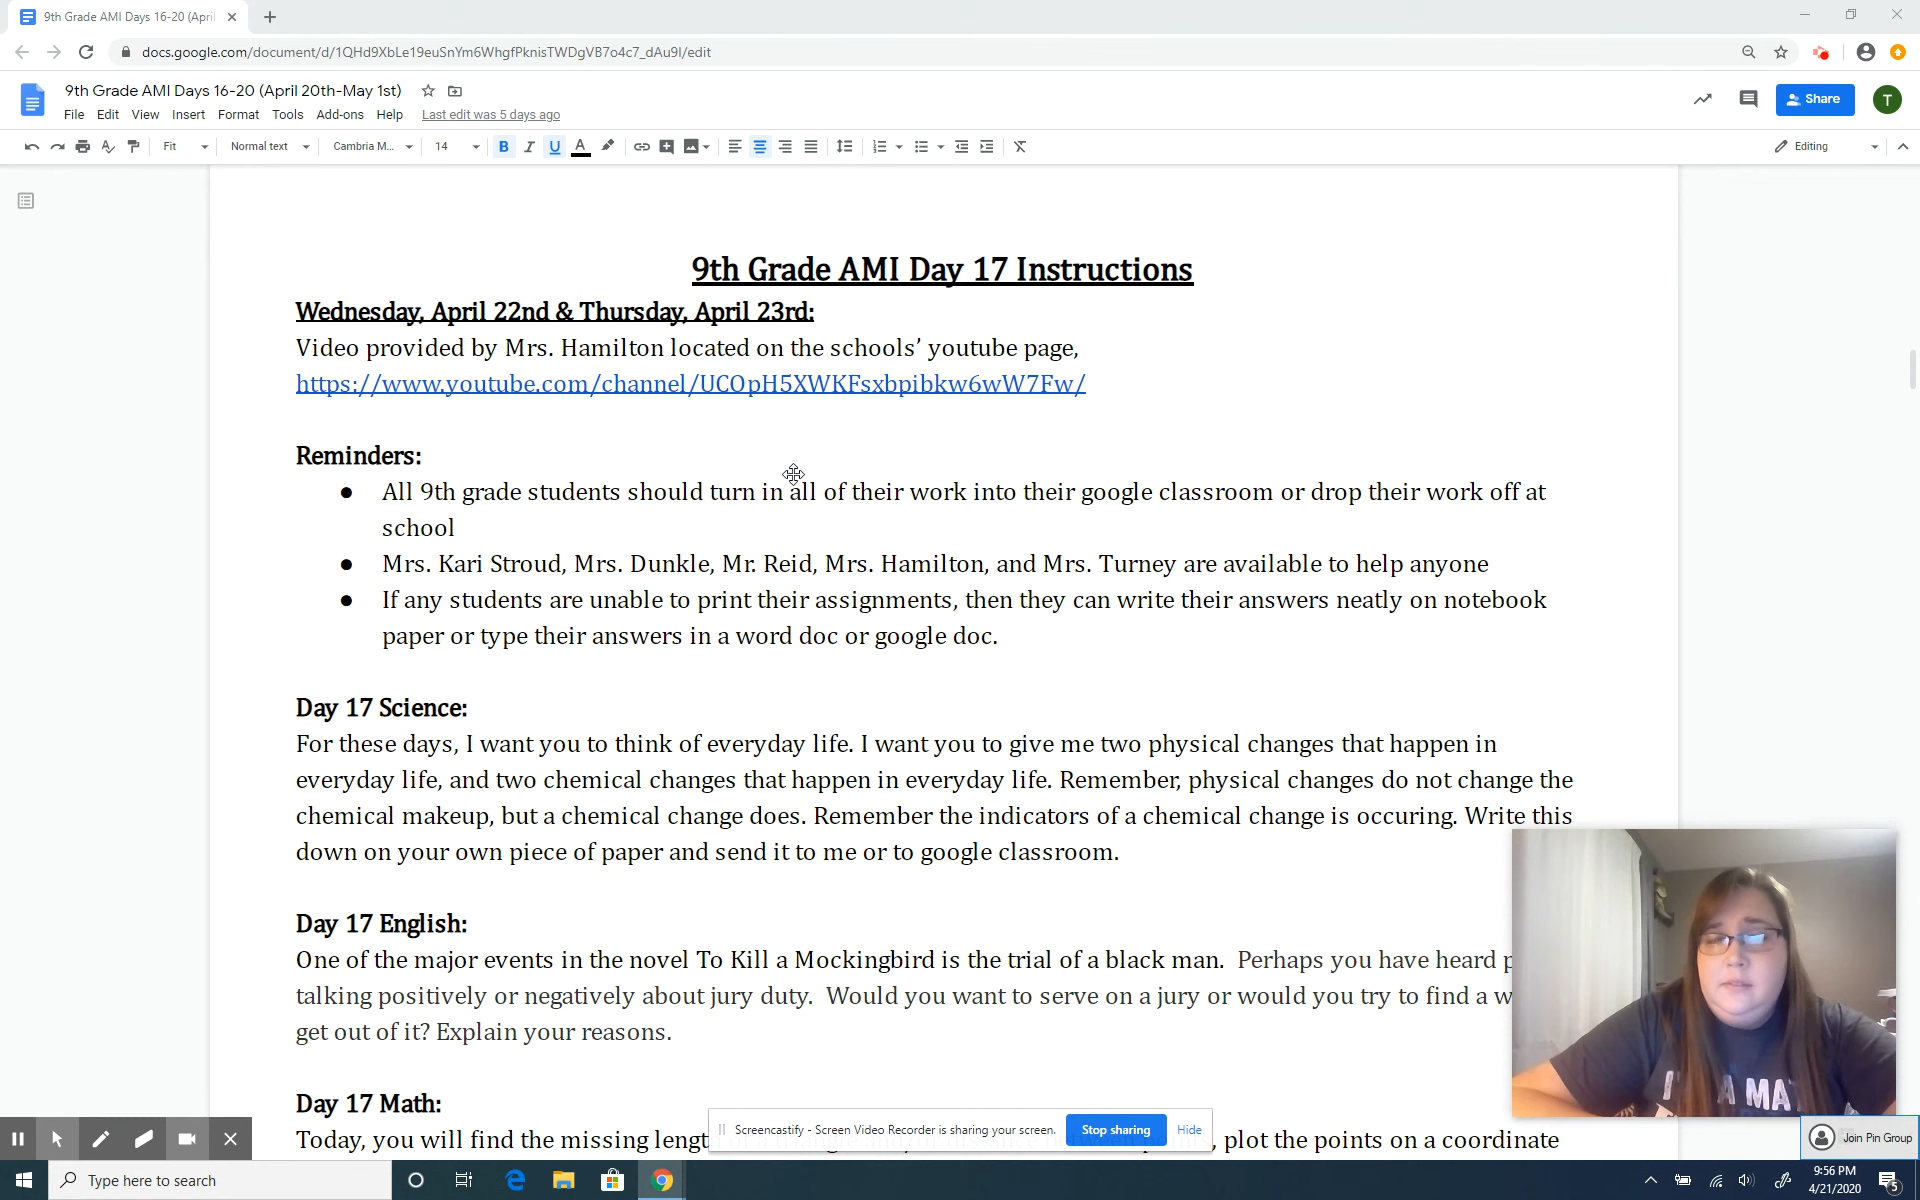 9th Grade AMI Days 16-20 (Apri
docs.google.com/document/d/1QHd9XbLe19euSnYm6WhgfPknisTWDgVB7o4c7_dAu9I/edit
9th Grade AMI Days 16-20 (April 20th-May 1st)
File Edit View Insert Format Tools Add-ons Help Last edit was 5 days ago
Share
T
Fit Normal text Cambria M... 14 B I U A Editing
9th Grade AMI Day 17 Instructions
Wednesday, April 22nd & Thursday, April 23rd:
Video provided by Mrs. Hamilton located on the schools’ youtube page,
https://www.youtube.com/channel/UCOpH5XWKFsxbpibkw6wW7Fw/
Reminders:
● All 9th grade students should turn in all of their work into their google classroom or drop their work off at
school
● Mrs. Kari Stroud, Mrs. Dunkle, Mr. Reid, Mrs. Hamilton, and Mrs. Turney are available to help anyone
● If any students are unable to print their assignments, then they can write their answers neatly on notebook
paper or type their answers in a word doc or google doc.
Day 17 Science:
For these days, I want you to think of everyday life. I want you to give me two physical changes that happen in
everyday life, and two chemical changes that happen in everyday life. Remember, physical changes do not change the
chemical makeup, but a chemical change does. Remember the indicators of a chemical change is occuring. Write this
down on your own piece of paper and send it to me or to google classroom.
Day 17 English:
One of the major events in the novel To Kill a Mockingbird is the trial of a black man. Perhaps you have heard p
talking positively or negatively about jury duty. Would you want to serve on a jury or would you try to find a w
get out of it? Explain your reasons.
Day 17 Math:
Today, you will find the missing lengt , plot the points on a coordinate
Screencastify - Screen Video Recorder is sharing your screen. Stop sharing Hide
A MA
Join Pin Group
Type here to search
9:56 PM
4/21/2020
5